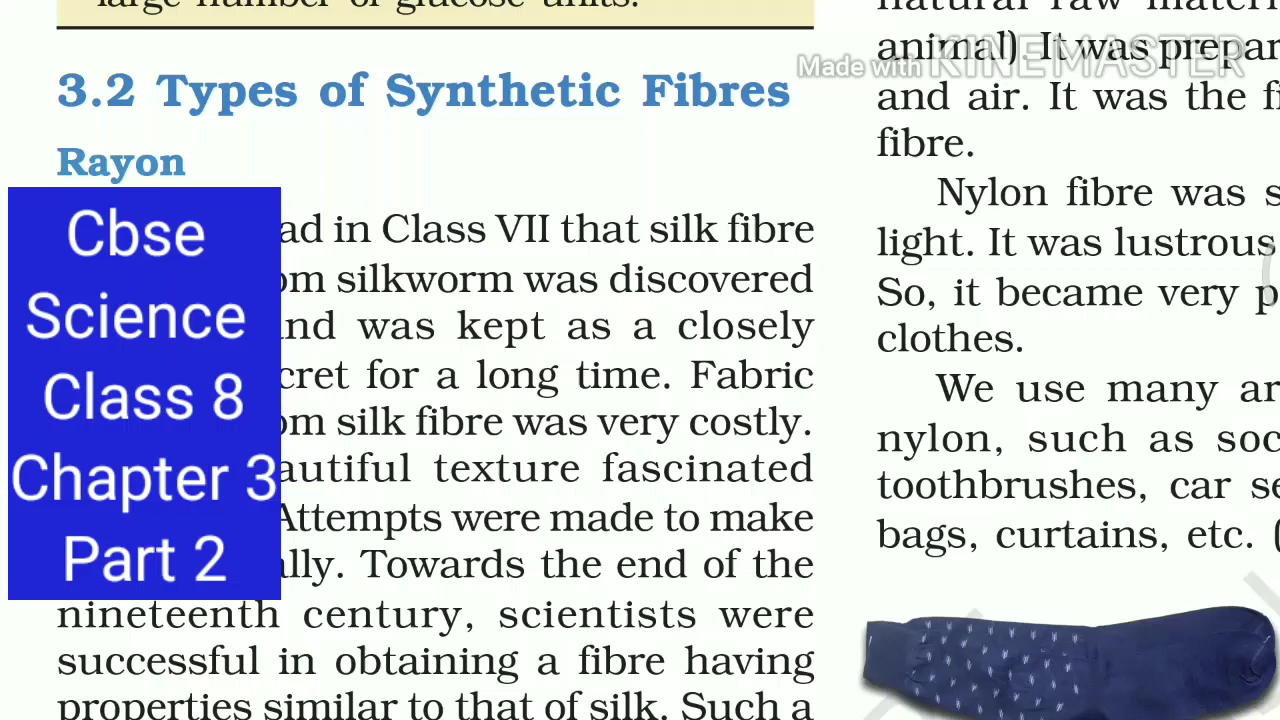 large number of glucose units.
3.2 Types of Synthetic Fibres
Rayon
ad in Class VII that silk fibre
om silkworm was discovered
and was kept as a closely
cret for a long time. Fabric
om silk fibre was very costly.
autiful texture fascinated
Attempts were made to make
ally. Towards the end of the
nineteenth century, scientists were
successful in obtaining a fibre having
properties similar to that of silk. Such a
Cbse
Science
Class 8
Chapter 3
Part 2
natural raw materi
animal). It was prepar
and air. It was the fi
fibre.
Nylon fibre was s
light. It was lustrous
So, it became very p
clothes.
We use many ar
nylon, such as soc
toothbrushes, car se
bags, curtains, etc. (
Made with KINEMASTER